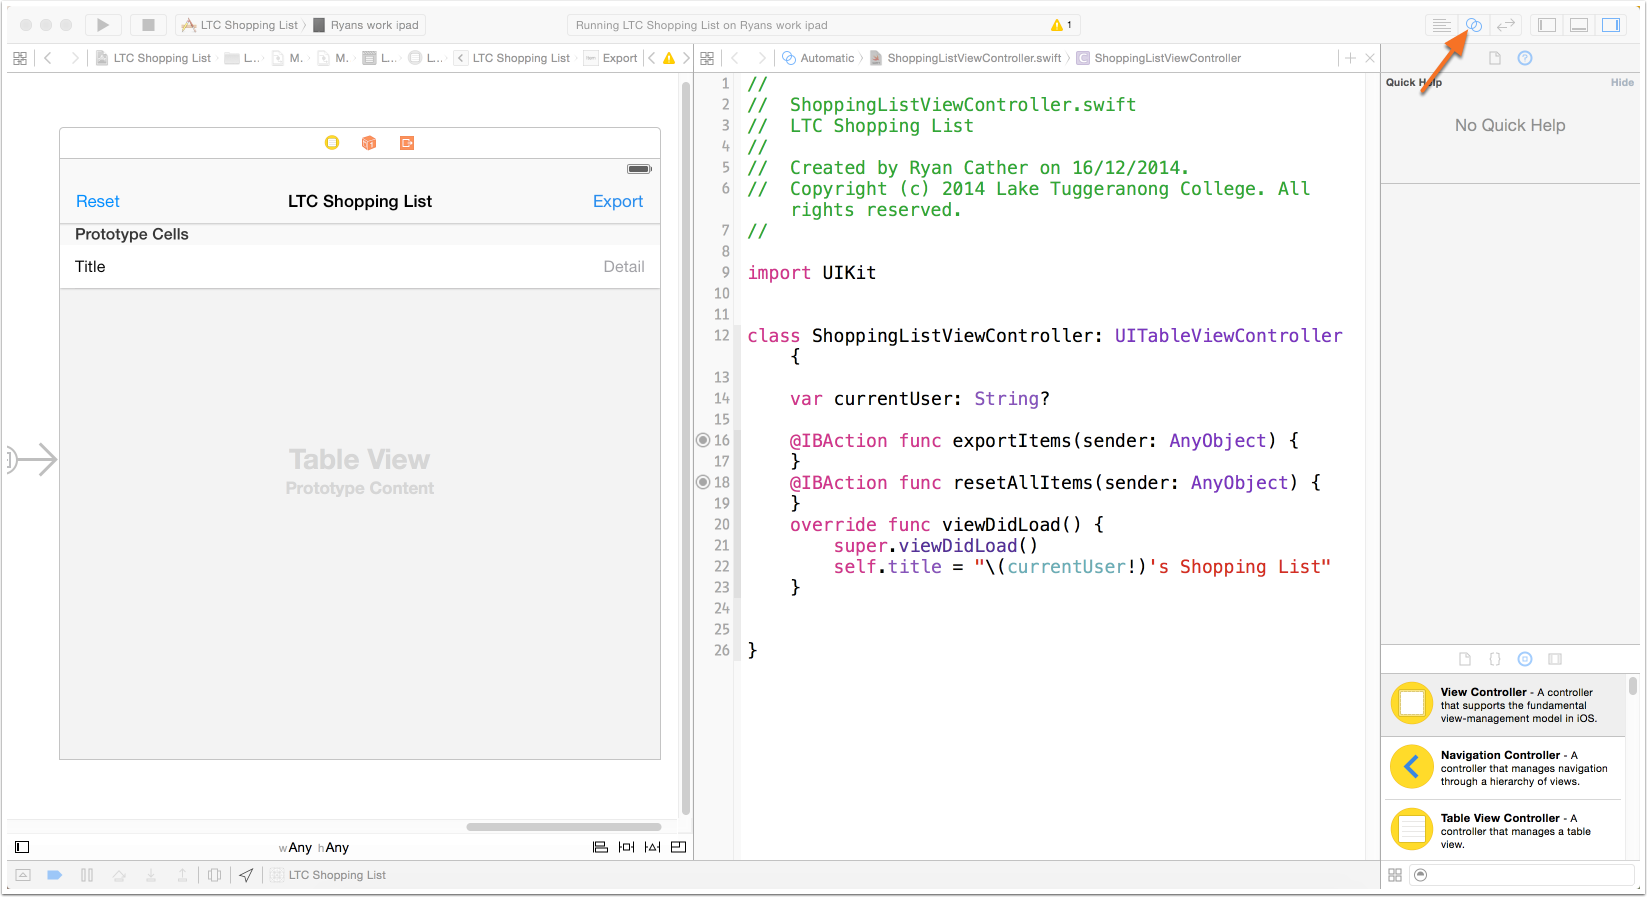 LTC Shopping List › Ryans work ipad
Running LTC Shopping List on Ryans work ipad
1
LTC Shopping List › L... › M. › M. › L... › L... › LTC Shopping List › Export
Automatic › ShoppingListViewController.swift › ShoppingListViewController
Quick Help
Hide
No Quick Help
Reset
LTC Shopping List
Export
Prototype Cells
Title
Detail
Table View
Prototype Content
wAny hAny
LTC Shopping List
1 //
2 //  ShoppingListViewController.swift
3 //  LTC Shopping List
4 //
5 //  Created by Ryan Cather on 16/12/2014.
6 //  Copyright (c) 2014 Lake Tuggeranong College. All
rights reserved.
7 //
8
9 import UIKit
10
11
12 class ShoppingListViewController: UITableViewController
{
13
14     var currentUser: String?
15
16     @IBAction func exportItems(sender: AnyObject) {
17     }
18     @IBAction func resetAllItems(sender: AnyObject) {
19     }
20     override func viewDidLoad() {
21         super.viewDidLoad()
22         self.title = "\(currentUser!)'s Shopping List"
23     }
24
25
26 }
View Controller - A controller
that supports the fundamental
view-management model in iOS.
Navigation Controller - A
controller that manages navigation
through a hierarchy of views.
Table View Controller - A
controller that manages a table
view.